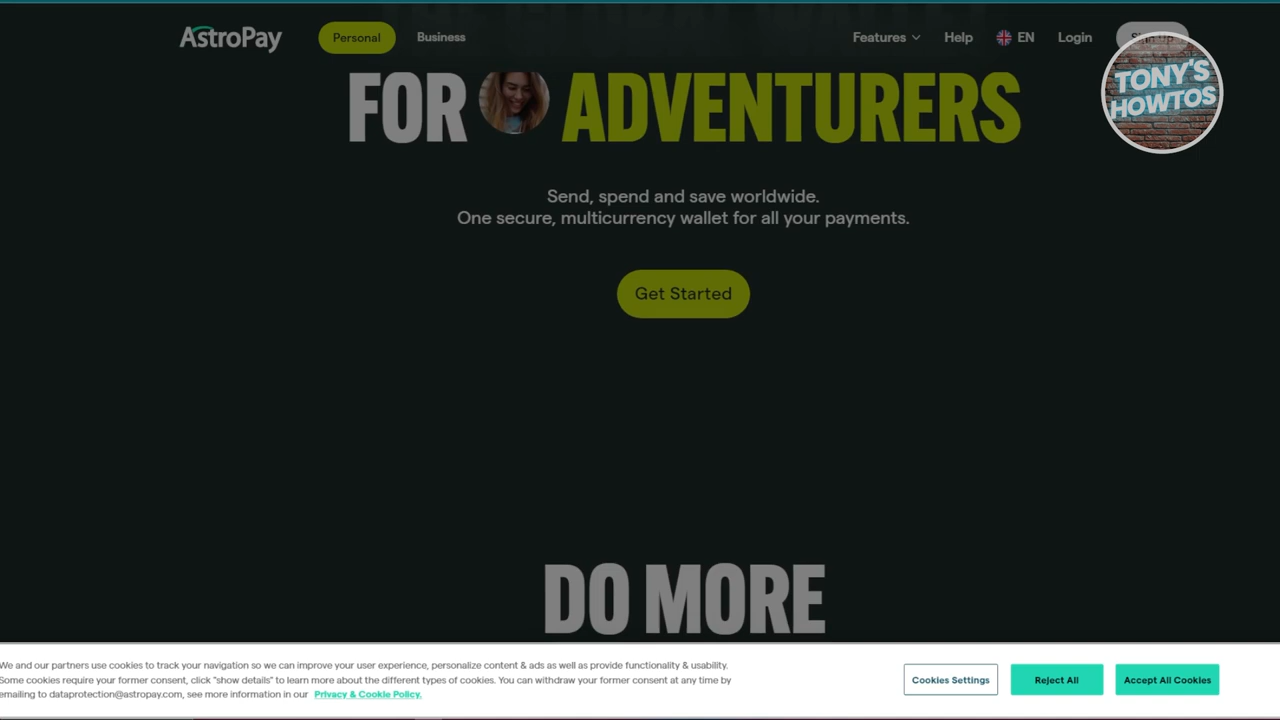 AstroPay
Personal
Business
Features
Help
EN
Login
TONY'S
HOWTOS
FOR ADVENTURERS
Send, spend and save worldwide.
One secure, multicurrency wallet for all your payments.
Get Started
DO MORE
We and our partners use cookies to track your navigation so we can improve your user experience, personalize content & ads as well as provide functionality & usability.
Some cookies require your former consent, click "show details" to learn more about the different types of cookies. You can withdraw your former consent at any time by
emailing to dataprotection@astropay.com, see more information in our Privacy & Cookie Policy.
Cookies Settings
Reject All
Accept All Cookies